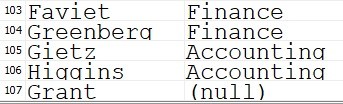 103 Faviet Finance
104 Greenberg Finance
105 Gietz Accounting
106 Higgins Accounting
107 Grant (null)